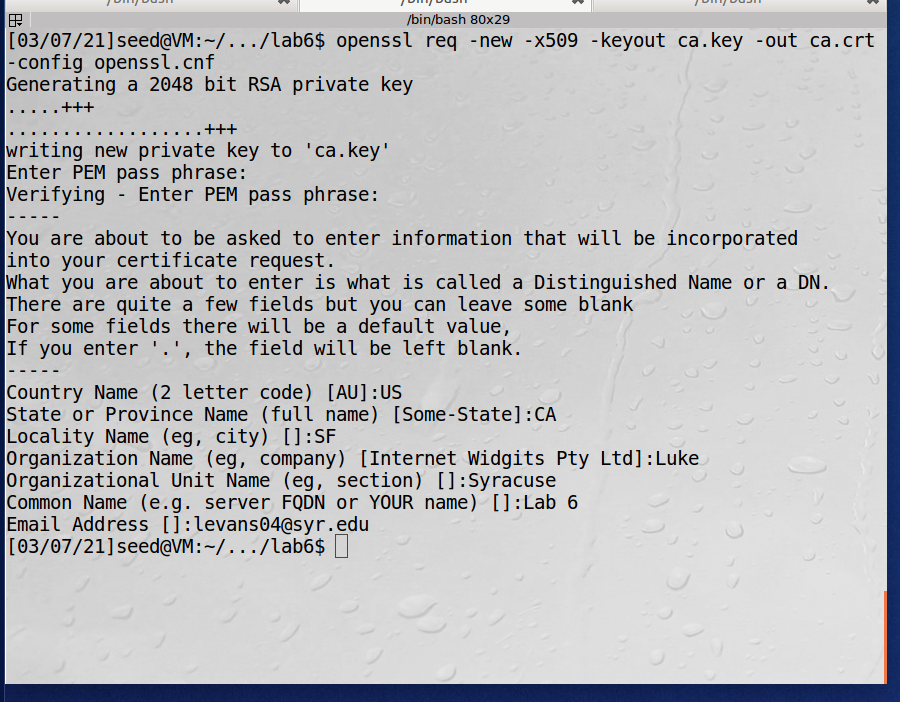 /bin/bash /bin/bash /bin/bash
/bin/bash 80x29
[03/07/21]seed@VM:~/.../lab6$ openssl req -new -x509 -keyout ca.key -out ca.crt
-config openssl.cnf
Generating a 2048 bit RSA private key
.....+++
..................+++
writing new private key to 'ca.key'
Enter PEM pass phrase:
Verifying - Enter PEM pass phrase:
-----
You are about to be asked to enter information that will be incorporated
into your certificate request.
What you are about to enter is what is called a Distinguished Name or a DN.
There are quite a few fields but you can leave some blank
For some fields there will be a default value,
If you enter '.', the field will be left blank.
-----
Country Name (2 letter code) [AU]:US
State or Province Name (full name) [Some-State]:CA
Locality Name (eg, city) []:SF
Organization Name (eg, company) [Internet Widgits Pty Ltd]:Luke
Organizational Unit Name (eg, section) []:Syracuse
Common Name (e.g. server FQDN or YOUR name) []:Lab 6
Email Address []:levans04@syr.edu
[03/07/21]seed@VM:~/.../lab6$